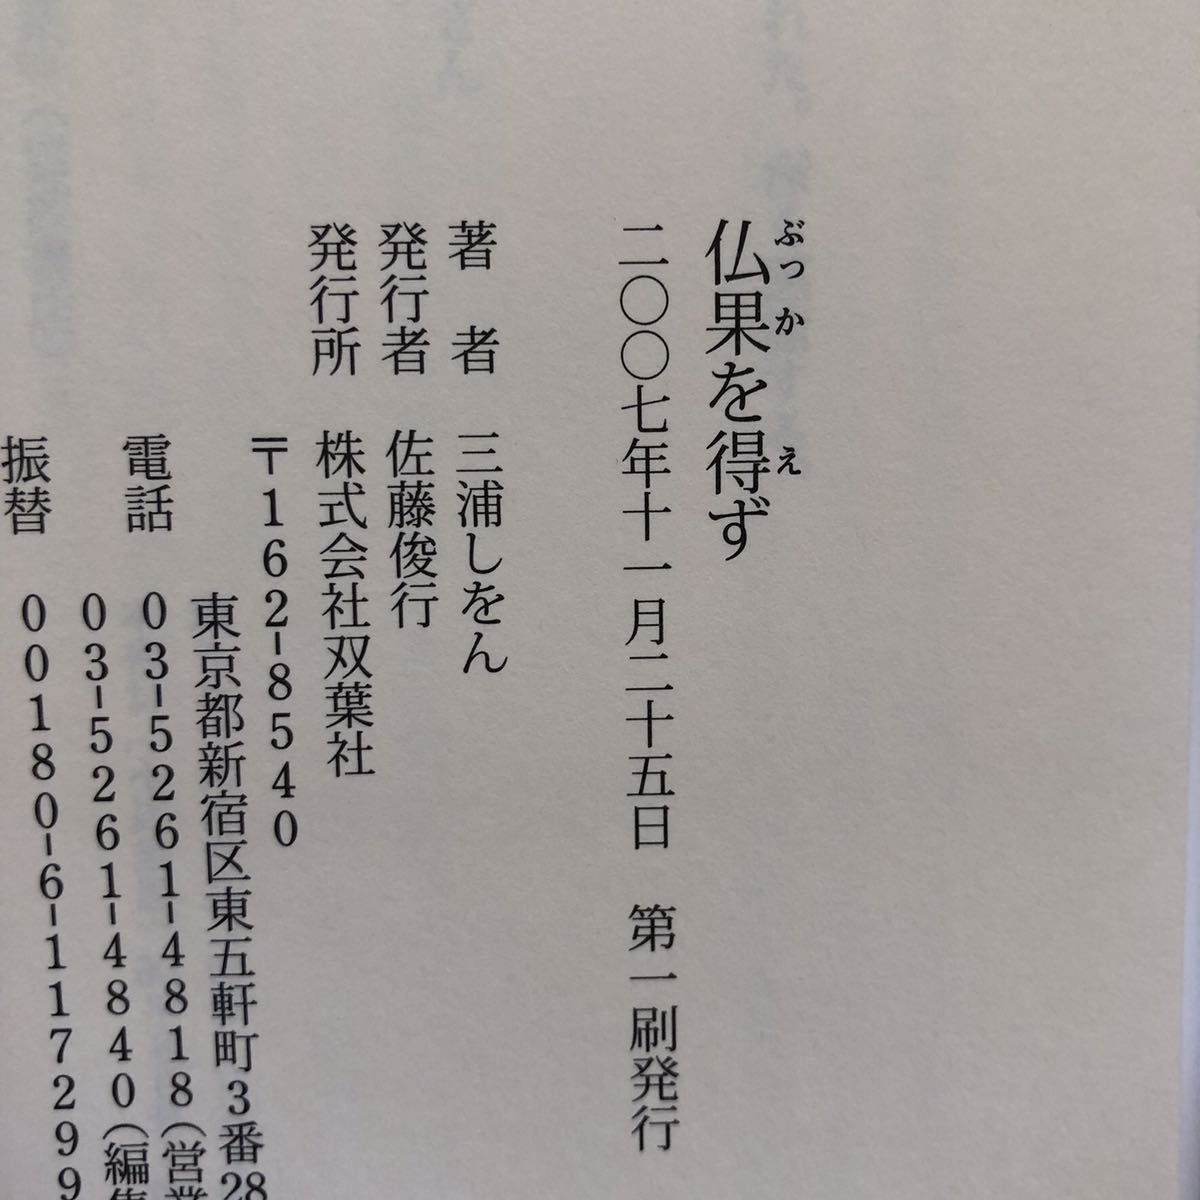 仏果を得ず
ぶっか え
二〇〇七年十一月二十五日 第一刷発行
著 者 三浦しをん
発行者 佐藤俊行
発行所 株式会社双葉社
〒162-8540
東京都新宿区東五軒町3番28
電話 03-5261-4818(営業
03-5261-4840(編集
振替 00180-6-117299